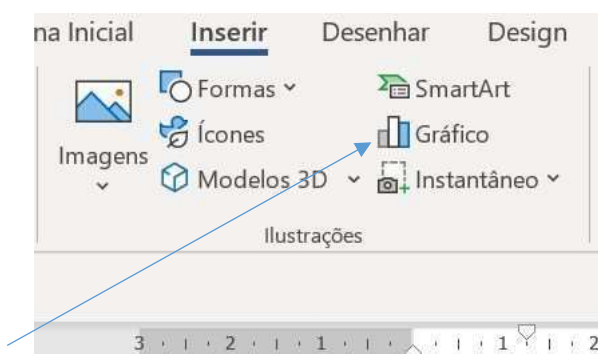 na Inicial Inserir Desenhar Design
Formas SmartArt
Ícones Gráfico
Imagens
Modelos 3D Instantâneo
Ilustrações
3 2 1 1 2